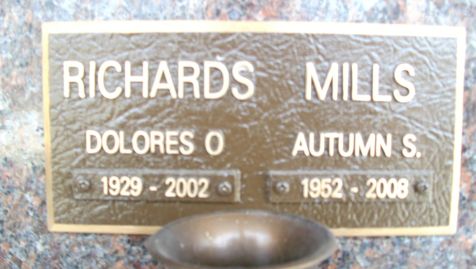 RICHARDS MILLS
DOLORES O AUTUMN S.
1929 - 2002 1952 - 2008